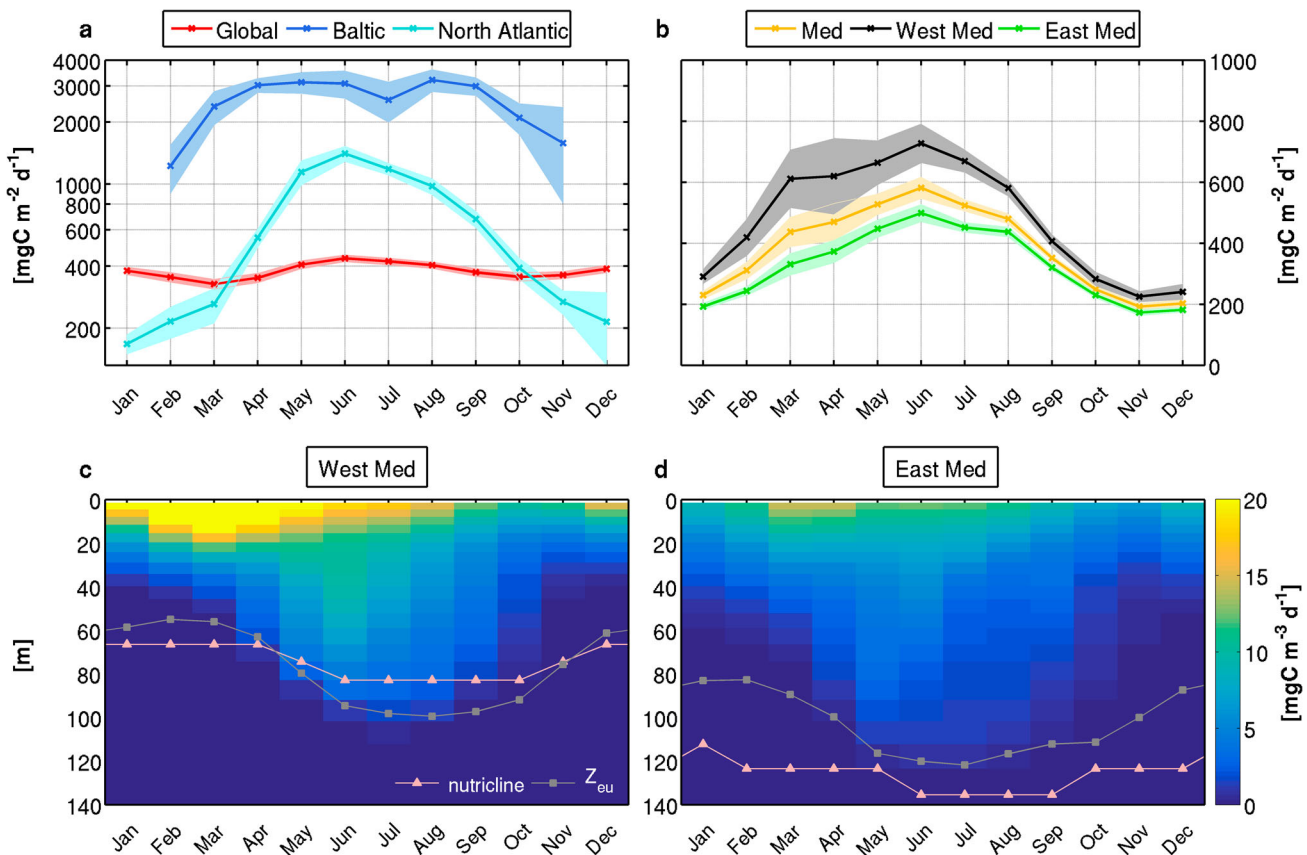 a
Global Baltic North Atlantic
4000
3000
2000
1000
800
600
400
200
[mgC m-2 d-1]
Jan Feb Mar Apr May Jun Jul Aug Sep Oct Nov Dec
b
Med West Med East Med
1000
800
600
400
200
0
[mgC m-2 d-1]
Jan Feb Mar Apr May Jun Jul Aug Sep Oct Nov Dec
c
West Med
0
20
40
60
80
100
120
140
[m]
nutricline Zeu
Jan Feb Mar Apr May Jun Jul Aug Sep Oct Nov Dec
d
East Med
0
20
40
60
80
100
120
140
Jan Feb Mar Apr May Jun Jul Aug Sep Oct Nov Dec
20
15
10
5
0
[mgC m-3 d-1]